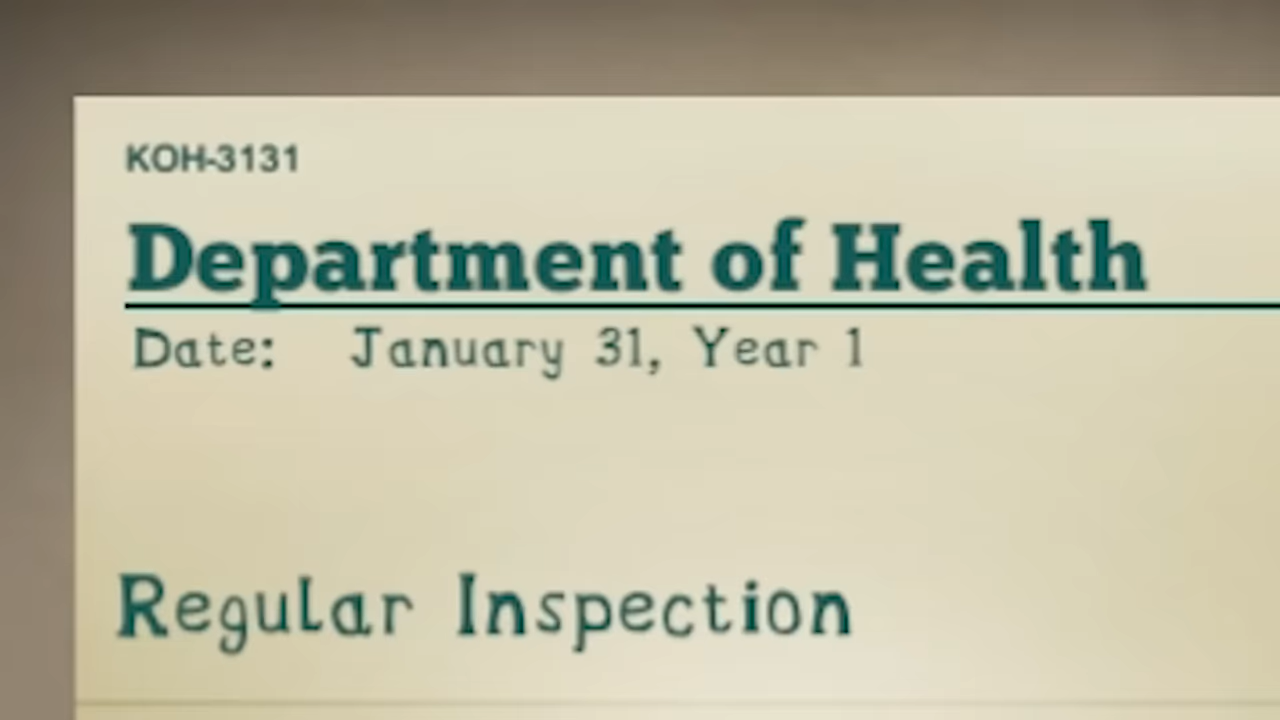 KOH-3131
Department of Health
Date: January 31, Year 1
Regular Inspection